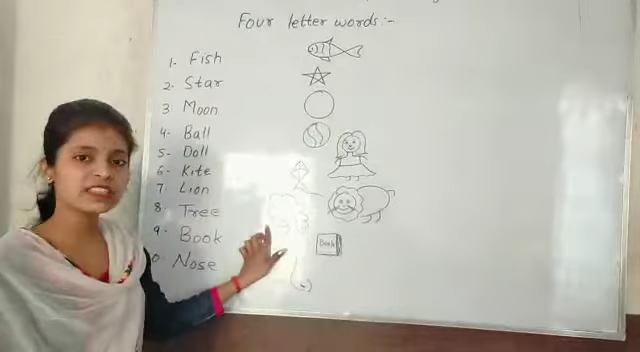 Four letter words:-
1. Fish
2. Star
3. Moon
4. Ball
5. Doll
6. Kite
7. Lion
8. Tree
9. Book
Book
0. Nose